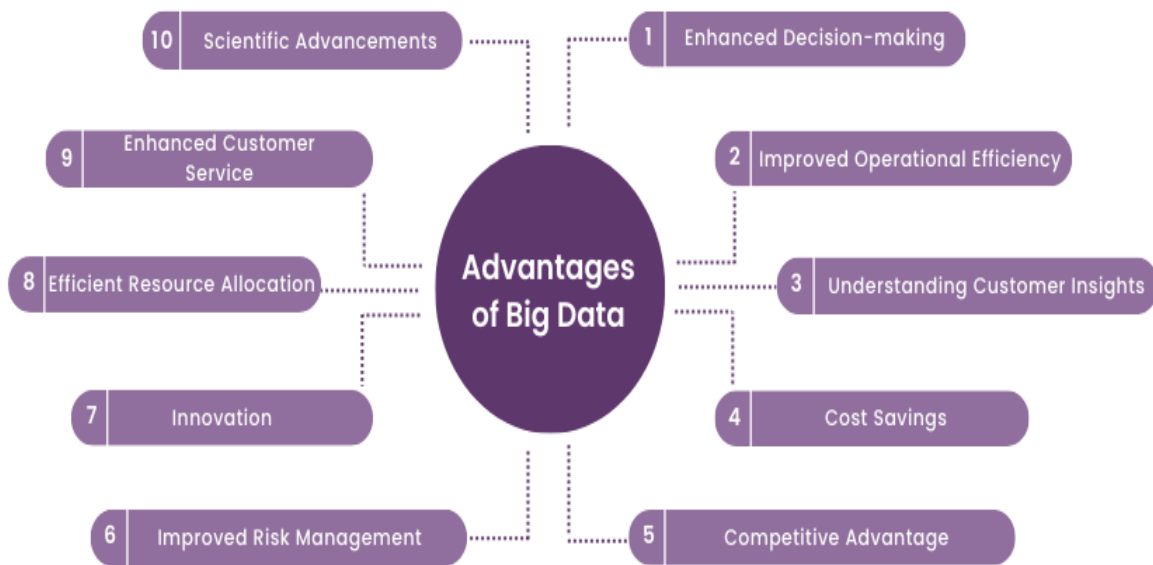 Advantages
of Big Data
1 Enhanced Decision-making
2 Improved Operational Efficiency
3 Understanding Customer Insights
4 Cost Savings
5 Competitive Advantage
6 Improved Risk Management
7 Innovation
8 Efficient Resource Allocation
9 Enhanced Customer
Service
10 Scientific Advancements